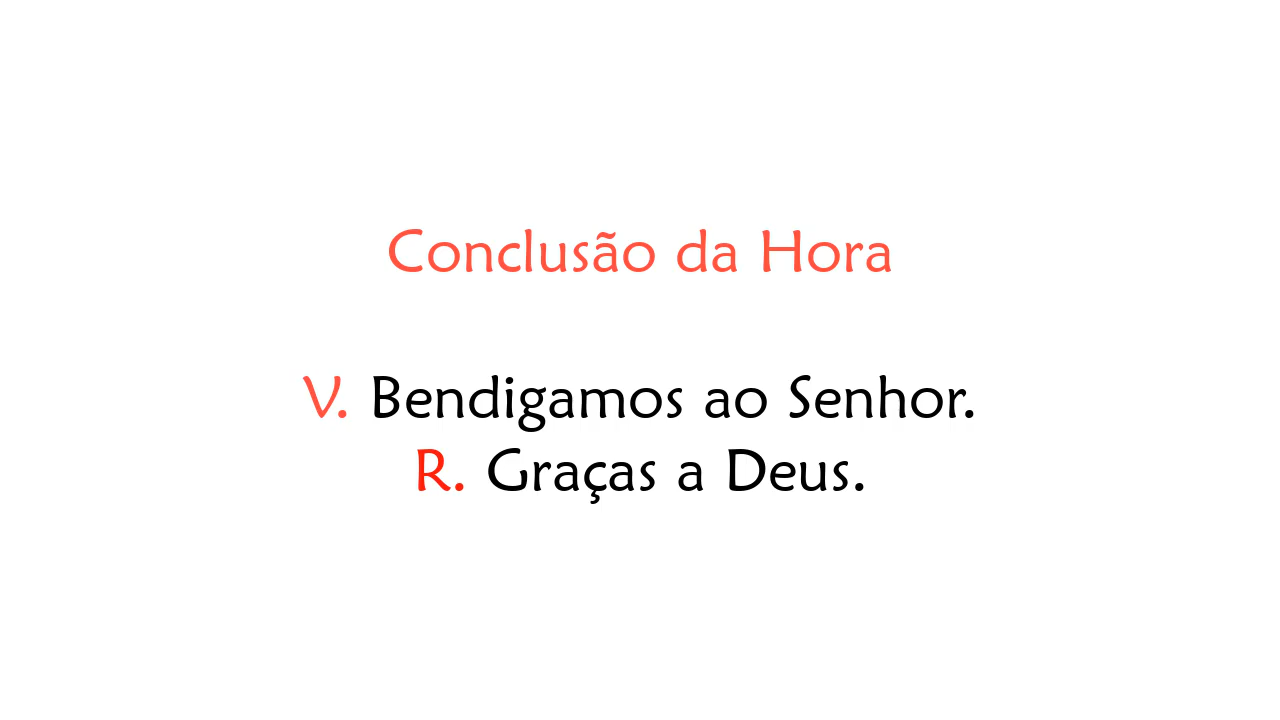 Conclusão da Hora
V. Bendigamos ao Senhor.
R. Graças a Deus.